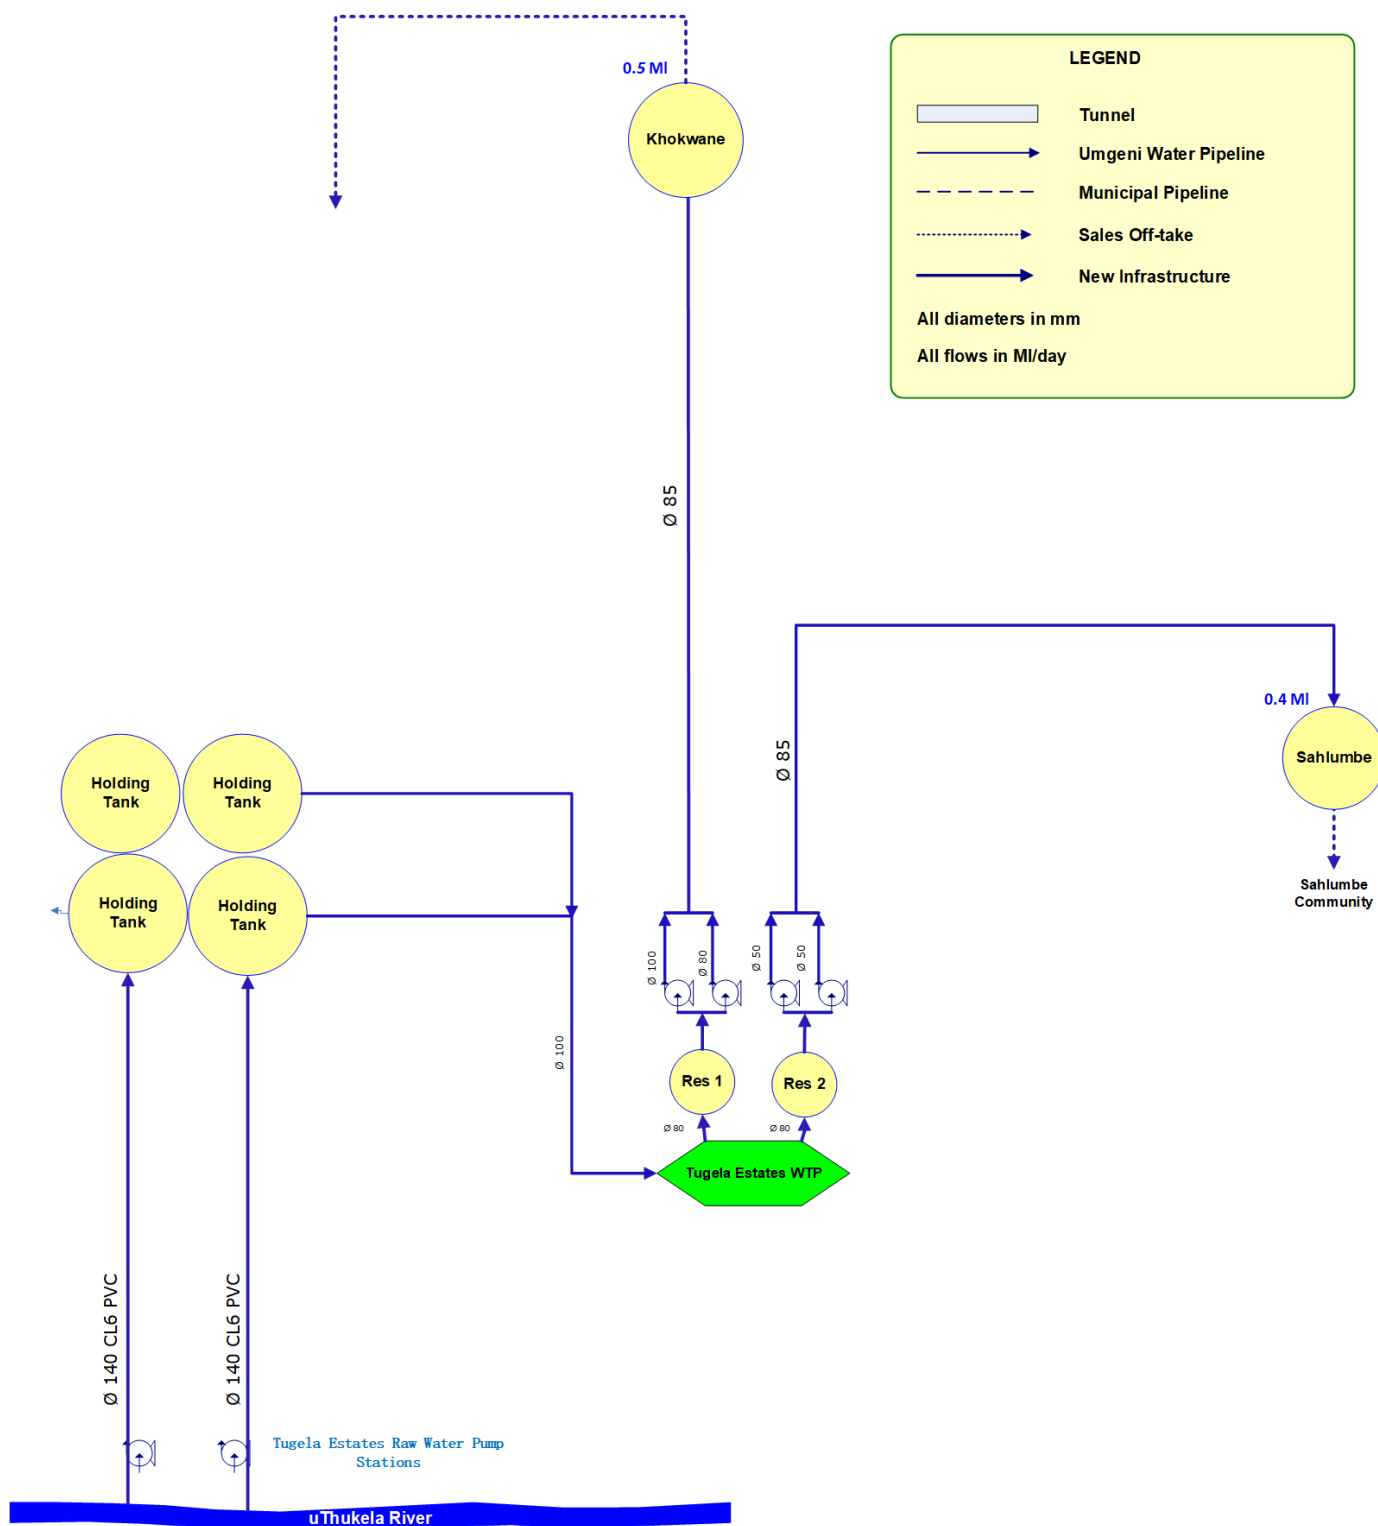 0.5 Ml
Khokwane
LEGEND
Tunnel
Umgeni Water Pipeline
Municipal Pipeline
Sales Off-take
New Infrastructure
All diameters in mm
All flows in Ml/day
Ø 85
0.4 Ml
Sahlumbe
Ø 85
Holding
Tank
Holding
Tank
Holding
Tank
Holding
Tank
Sahlumbe
Community
Ø 100
Ø 80
Ø 50
Ø 50
Ø 100
Res 1
Res 2
Ø 80
Ø 80
Tugela Estates WTP
Ø 140 CL6 PVC
Ø 140 CL6 PVC
Tugela Estates Raw Water Pump
Stations
uThukela River